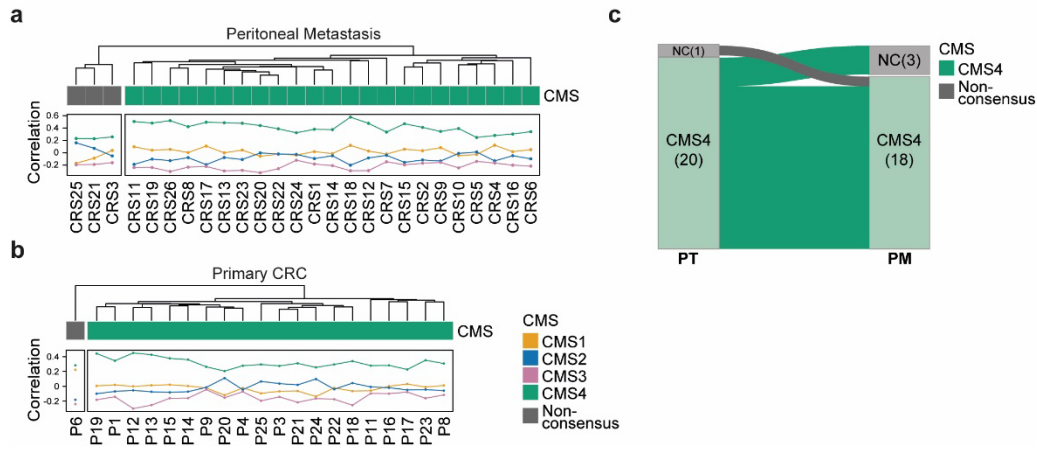 a
Peritoneal Metastasis
CMS
Correlation
0.6
0.4
0.2
0
-0.2
CRS25
CRS21
CRS3
CRS11
CRS19
CRS26
CRS8
CRS17
CRS13
CRS23
CRS20
CRS22
CRS24
CRS1
CRS14
CRS18
CRS12
CRS7
CRS15
CRS2
CRS9
CRS10
CRS5
CRS4
CRS16
CRS6
b
Primary CRC
CMS
Correlation
0.4
0.2
0
-0.2
P6
P19
P1
P12
P13
P15
P14
P9
P20
P4
P25
P3
P21
P24
P22
P18
P11
P16
P17
P23
P8
CMS
CMS1
CMS2
CMS3
CMS4
Non-
consensus
c
NC(1)
CMS4
(20)
PT
NC(3)
CMS4
(18)
PM
CMS
CMS4
Non-
consensus